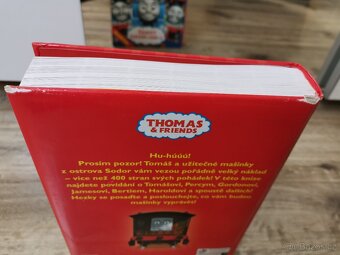 THOMAS
& FRIENDS
Hu-húúú!
Prosím pozor! Tomáš a užitečné mašinky
z ostrova Sodor vám vezou pořádně velký náklad
– více než 400 stran svých pohádek! V této knize
najdete povídání o Tomášovi, Percym, Gordonovi,
Jamesovi, Bertiem, Haroldovi a spoustě dalších!
Hezky se posaďte a poslouchejte, co vám budou
mašinky vyprávět!